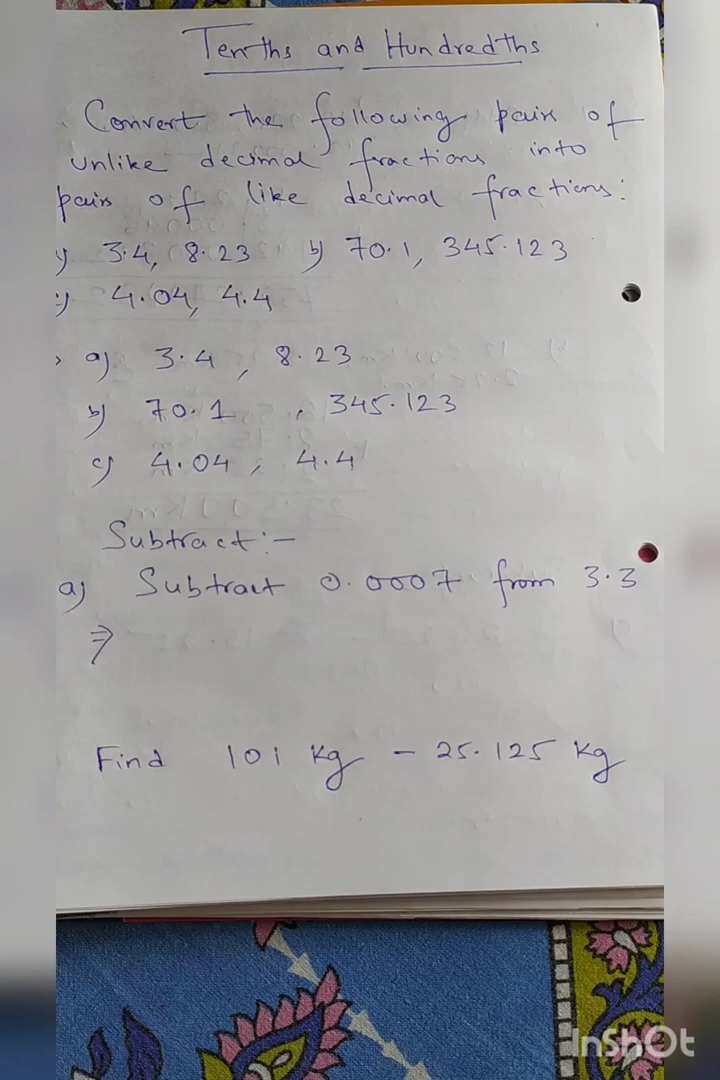 Tenths and Hundredths
Convert the following pairs of
unlike decimal fractions into
pairs of like decimal fractions:
3.4, 8.23 b) 70.1, 345.123
4.04, 4.4
a) 3.4, 8.23
b) 70.1, 345.123
c) 4.04, 4.4
Subtract:-
a) Subtract 0.0007 from 3.3
⇒
Find 101 kg - 25.125 kg
InShOt